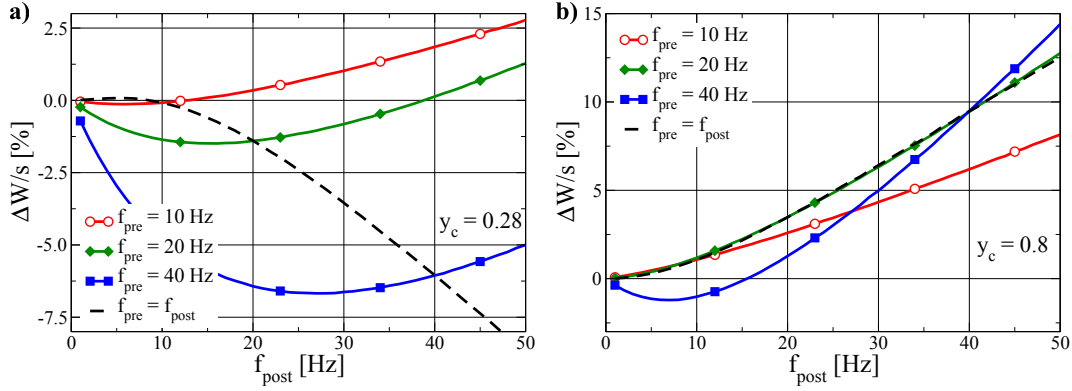 a)
2.5
0.0
-2.5
-5.0
-7.5
ΔW/s [%]
f_pre = 10 Hz
f_pre = 20 Hz
f_pre = 40 Hz
f_pre = f_post
y_c = 0.28
0 10 20 30 40 50
f_post [Hz]
b)
15
10
5
0
ΔW/s [%]
f_pre = 10 Hz
f_pre = 20 Hz
f_pre = 40 Hz
f_pre = f_post
y_c = 0.8
0 10 20 30 40 50
f_post [Hz]